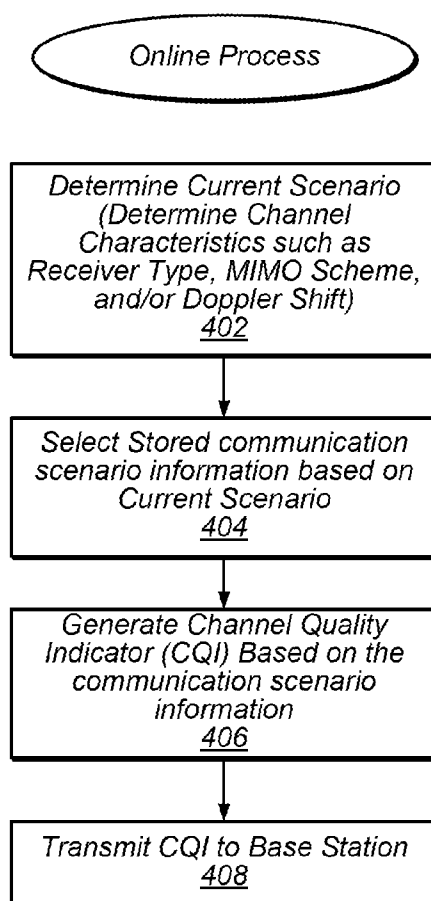 Online Process
Determine Current Scenario
(Determine Channel
Characteristics such as
Receiver Type, MIMO Scheme,
and/or Doppler Shift)
402
Select Stored communication
scenario information based on
Current Scenario
404
Generate Channel Quality
Indicator (CQI) Based on the
communication scenario
information
406
Transmit CQI to Base Station
408